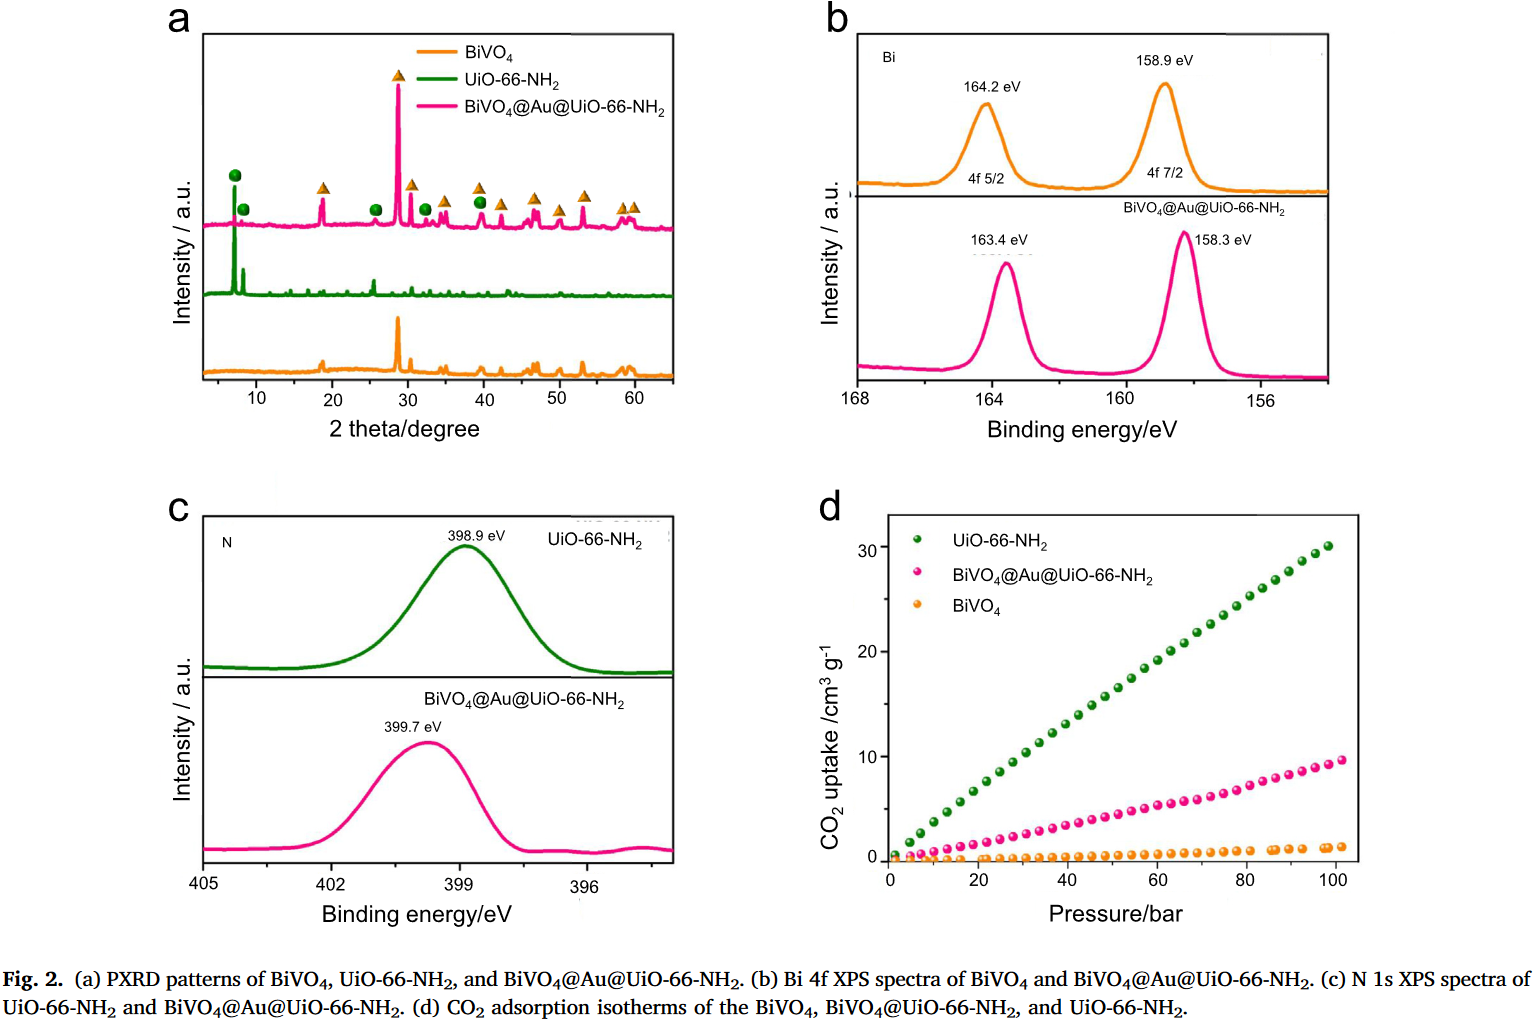 a
BiVO₄
UiO-66-NH₂
BiVO₄@Au@UiO-66-NH₂
Intensity / a.u.
10 20 30 40 50 60
2 theta/degree
b
Bi
164.2 eV
158.9 eV
4f 5/2
4f 7/2
BiVO₄@Au@UiO-66-NH₂
163.4 eV
158.3 eV
Intensity / a.u.
168 164 160 156
Binding energy/eV
c
N
398.9 eV
UiO-66-NH₂
BiVO₄@Au@UiO-66-NH₂
399.7 eV
Intensity / a.u.
405 402 399 396
Binding energy/eV
d
UiO-66-NH₂
BiVO₄@Au@UiO-66-NH₂
BiVO₄
30
20
10
0
CO₂ uptake /cm³ g⁻¹
0 20 40 60 80 100
Pressure/bar
Fig. 2. (a) PXRD patterns of BiVO₄, UiO-66-NH₂, and BiVO₄@Au@UiO-66-NH₂. (b) Bi 4f XPS spectra of BiVO₄ and BiVO₄@Au@UiO-66-NH₂. (c) N 1s XPS spectra of
UiO-66-NH₂ and BiVO₄@Au@UiO-66-NH₂. (d) CO₂ adsorption isotherms of the BiVO₄, BiVO₄@UiO-66-NH₂, and UiO-66-NH₂.